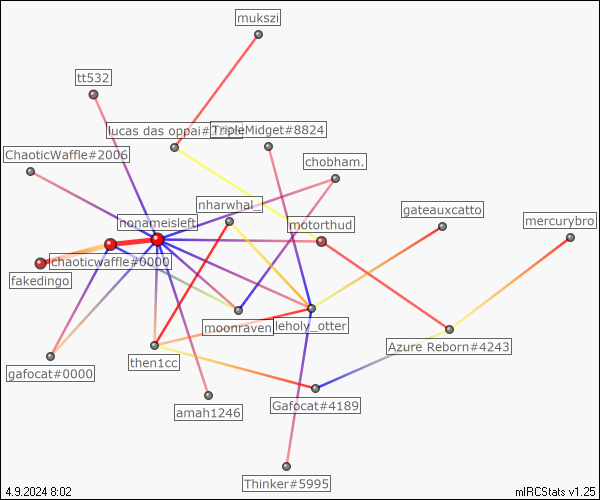 mukszi
tt532
lucas das oppai#2
TripleMidget#8824
ChaoticWaffle#2006
chobham.
nharwhal_
nonameisleft
motorthud
gateauxcatto
mercurybro
chaoticwaffle#0000
fakedingo
moonraven
leholy_otter
Azure Reborn#4243
then1cc
gafocat#0000
Gafocat#4189
amah1246
Thinker#5995
4.9.2024 8:02
mIRCStats v1.25